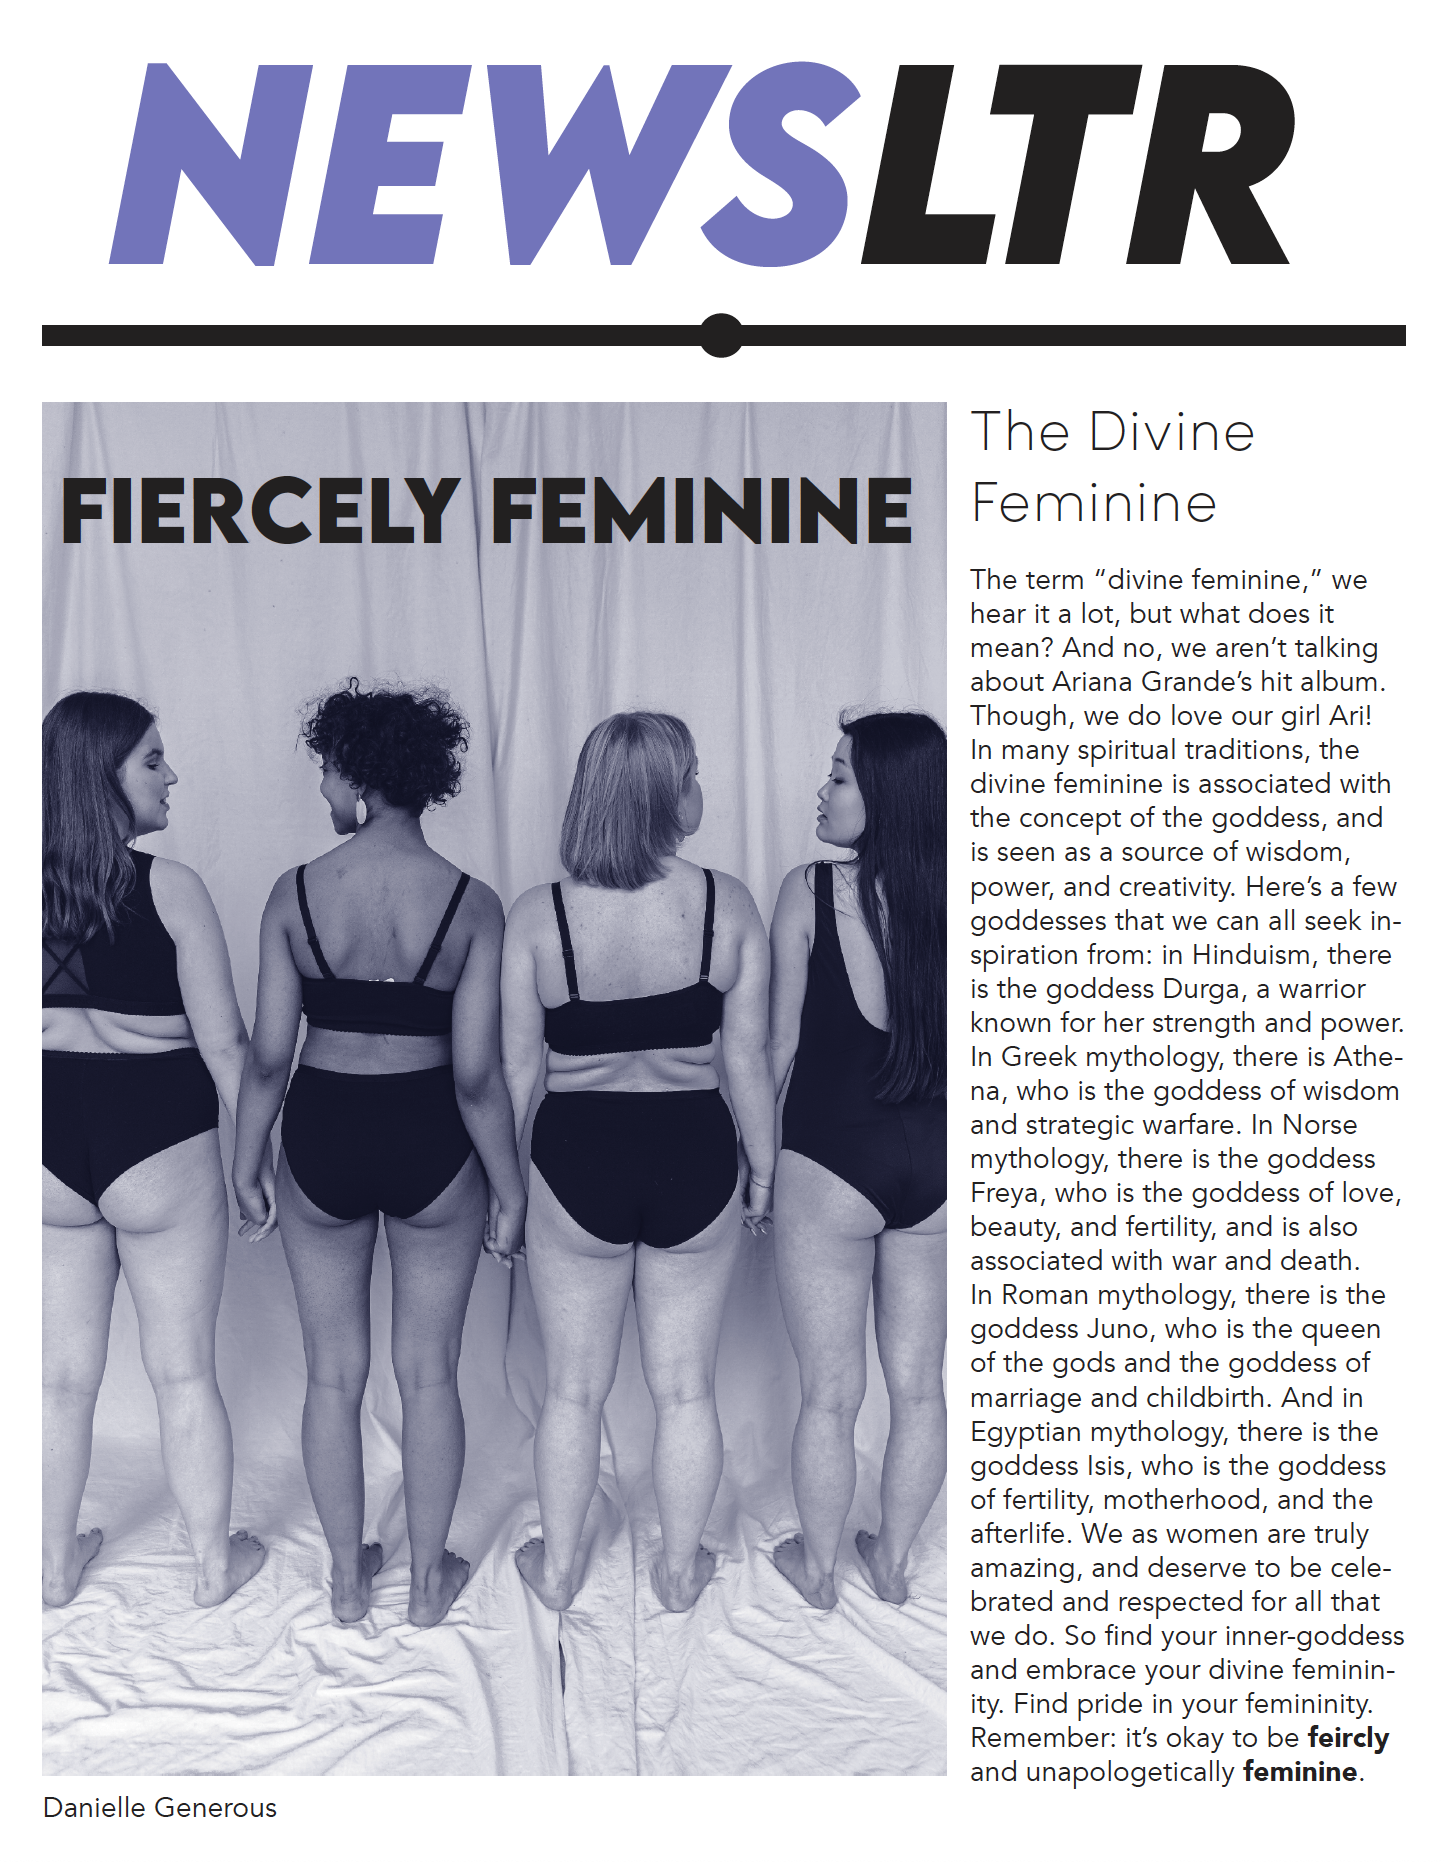 NEWSLTR
FIERCELY FEMININE
The Divine
Feminine
The term “divine feminine,” we
hear it a lot, but what does it
mean? And no, we aren’t talking
about Ariana Grande’s hit album.
Though, we do love our girl Ari!
In many spiritual traditions, the
divine feminine is associated with
the concept of the goddess, and
is seen as a source of wisdom,
power, and creativity. Here’s a few
goddesses that we can all seek in-
spiration from: in Hinduism, there
is the goddess Durga, a warrior
known for her strength and power.
In Greek mythology, there is Athe-
na, who is the goddess of wisdom
and strategic warfare. In Norse
mythology, there is the goddess
Freya, who is the goddess of love,
beauty, and fertility, and is also
associated with war and death.
In Roman mythology, there is the
goddess Juno, who is the queen
of the gods and the goddess of
marriage and childbirth. And in
Egyptian mythology, there is the
goddess Isis, who is the goddess
of fertility, motherhood, and the
afterlife. We as women are truly
amazing, and deserve to be cele-
brated and respected for all that
we do. So find your inner-goddess
and embrace your divine feminin-
ity. Find pride in your femininity.
Remember: it’s okay to be feircly
and unapologetically feminine.
Danielle Generous